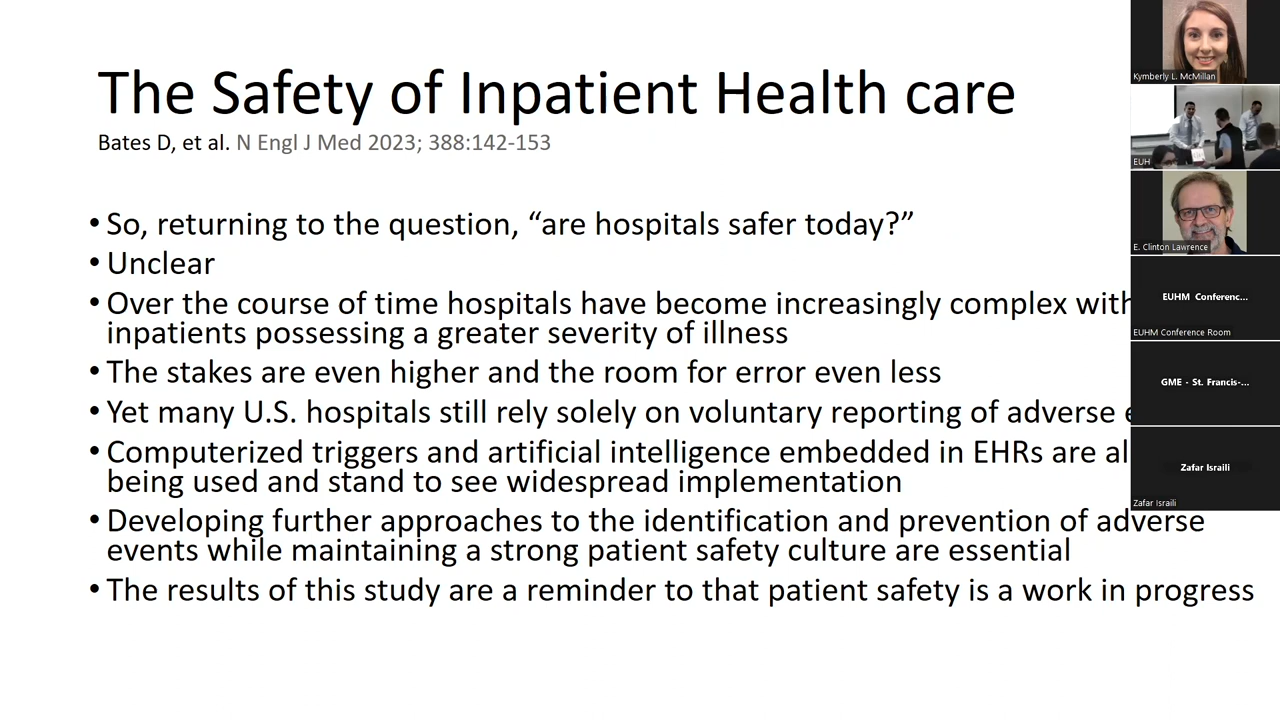 The Safety of Inpatient Health care
Bates D, et al. N Engl J Med 2023; 388:142-153
• So, returning to the question, “are hospitals safer today?”
• Unclear
• Over the course of time hospitals have become increasingly complex with
inpatients possessing a greater severity of illness
• The stakes are even higher and the room for error even less
• Yet many U.S. hospitals still rely solely on voluntary reporting of adverse
• Computerized triggers and artificial intelligence embedded in EHRs are
being used and stand to see widespread implementation
• Developing further approaches to the identification and prevention of adverse
events while maintaining a strong patient safety culture are essential
• The results of this study are a reminder to that patient safety is a work in progress
Kymberly L. McMillan
EUH
E. Clinton Lawrence
EUHM Conferenc...
EUHM Conference Room
GME - St. Francis-...
Zafar Israili
Zafar Israili